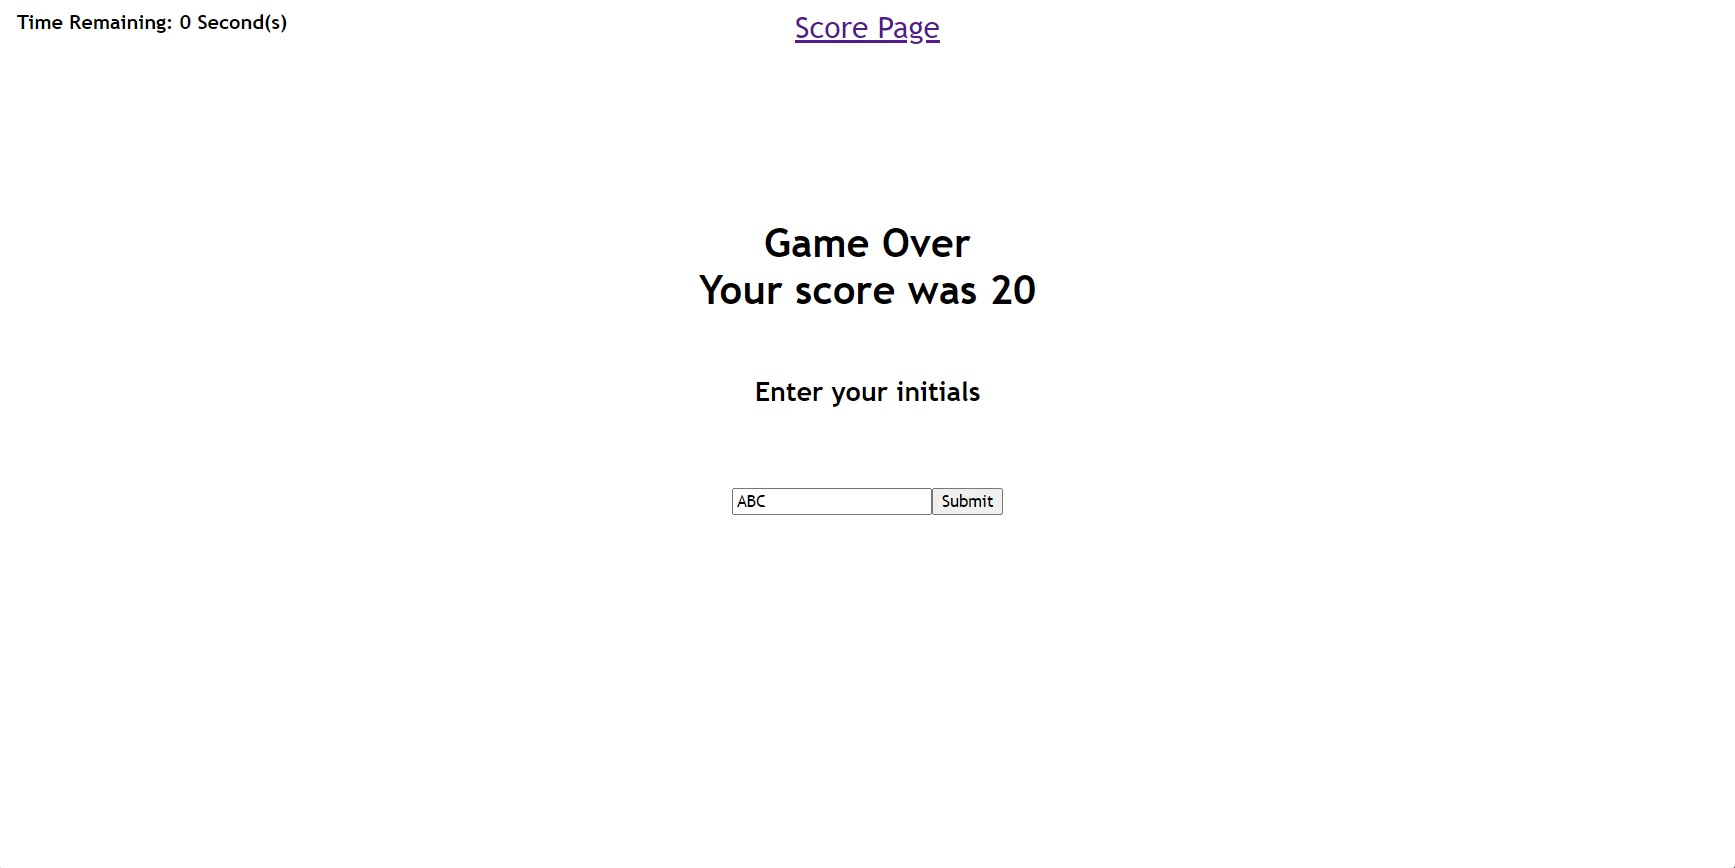 Time Remaining: 0 Second(s)
Score Page
Game Over
Your score was 20
Enter your initials
ABC
Submit